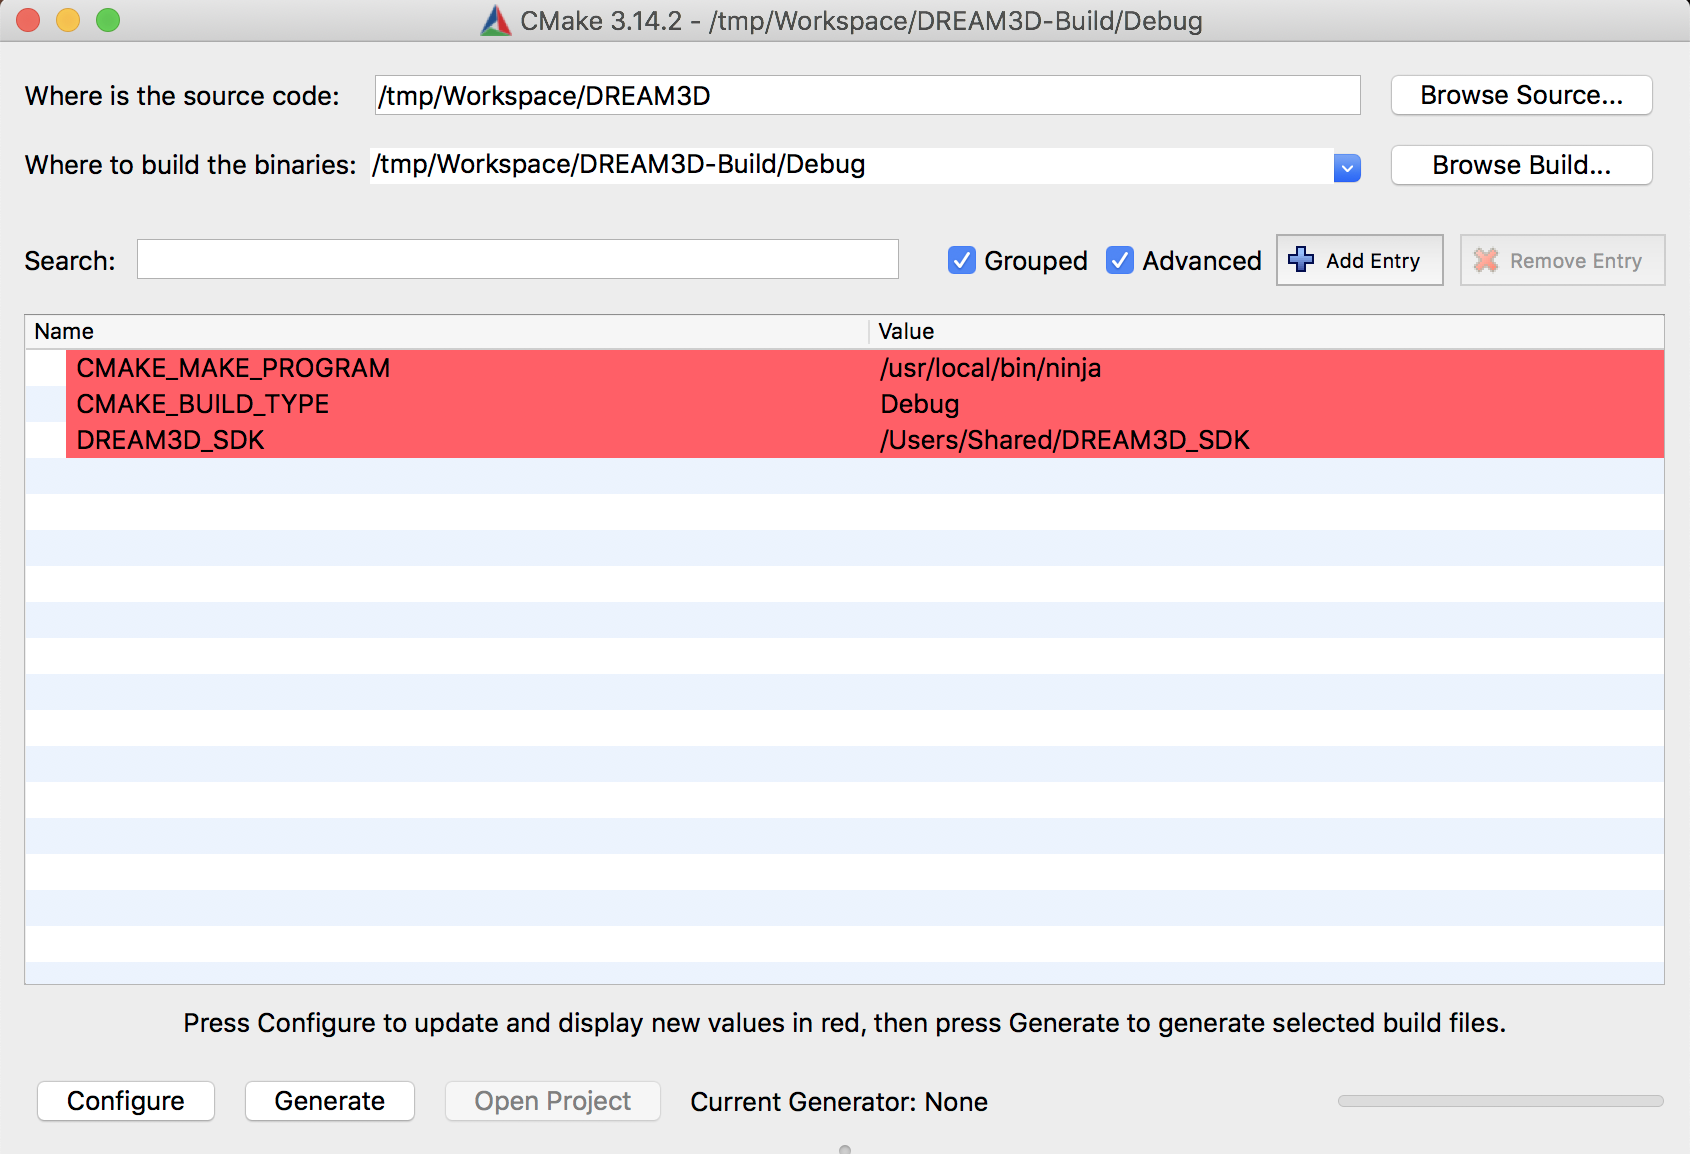 CMake 3.14.2 - /tmp/Workspace/DREAM3D-Build/Debug
Where is the source code: /tmp/Workspace/DREAM3D Browse Source...
Where to build the binaries: /tmp/Workspace/DREAM3D-Build/Debug Browse Build...
Search: Grouped Advanced Add Entry Remove Entry
Name Value
CMAKE_MAKE_PROGRAM /usr/local/bin/ninja
CMAKE_BUILD_TYPE Debug
DREAM3D_SDK /Users/Shared/DREAM3D_SDK
Press Configure to update and display new values in red, then press Generate to generate selected build files.
Configure Generate Open Project Current Generator: None